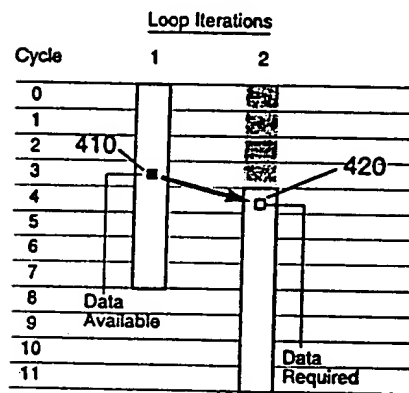 Loop Iterations
Cycle 1 2
0
1
2
410
3 420
4
5
6
7
8 Data
Available
9
10 Data
11 Required